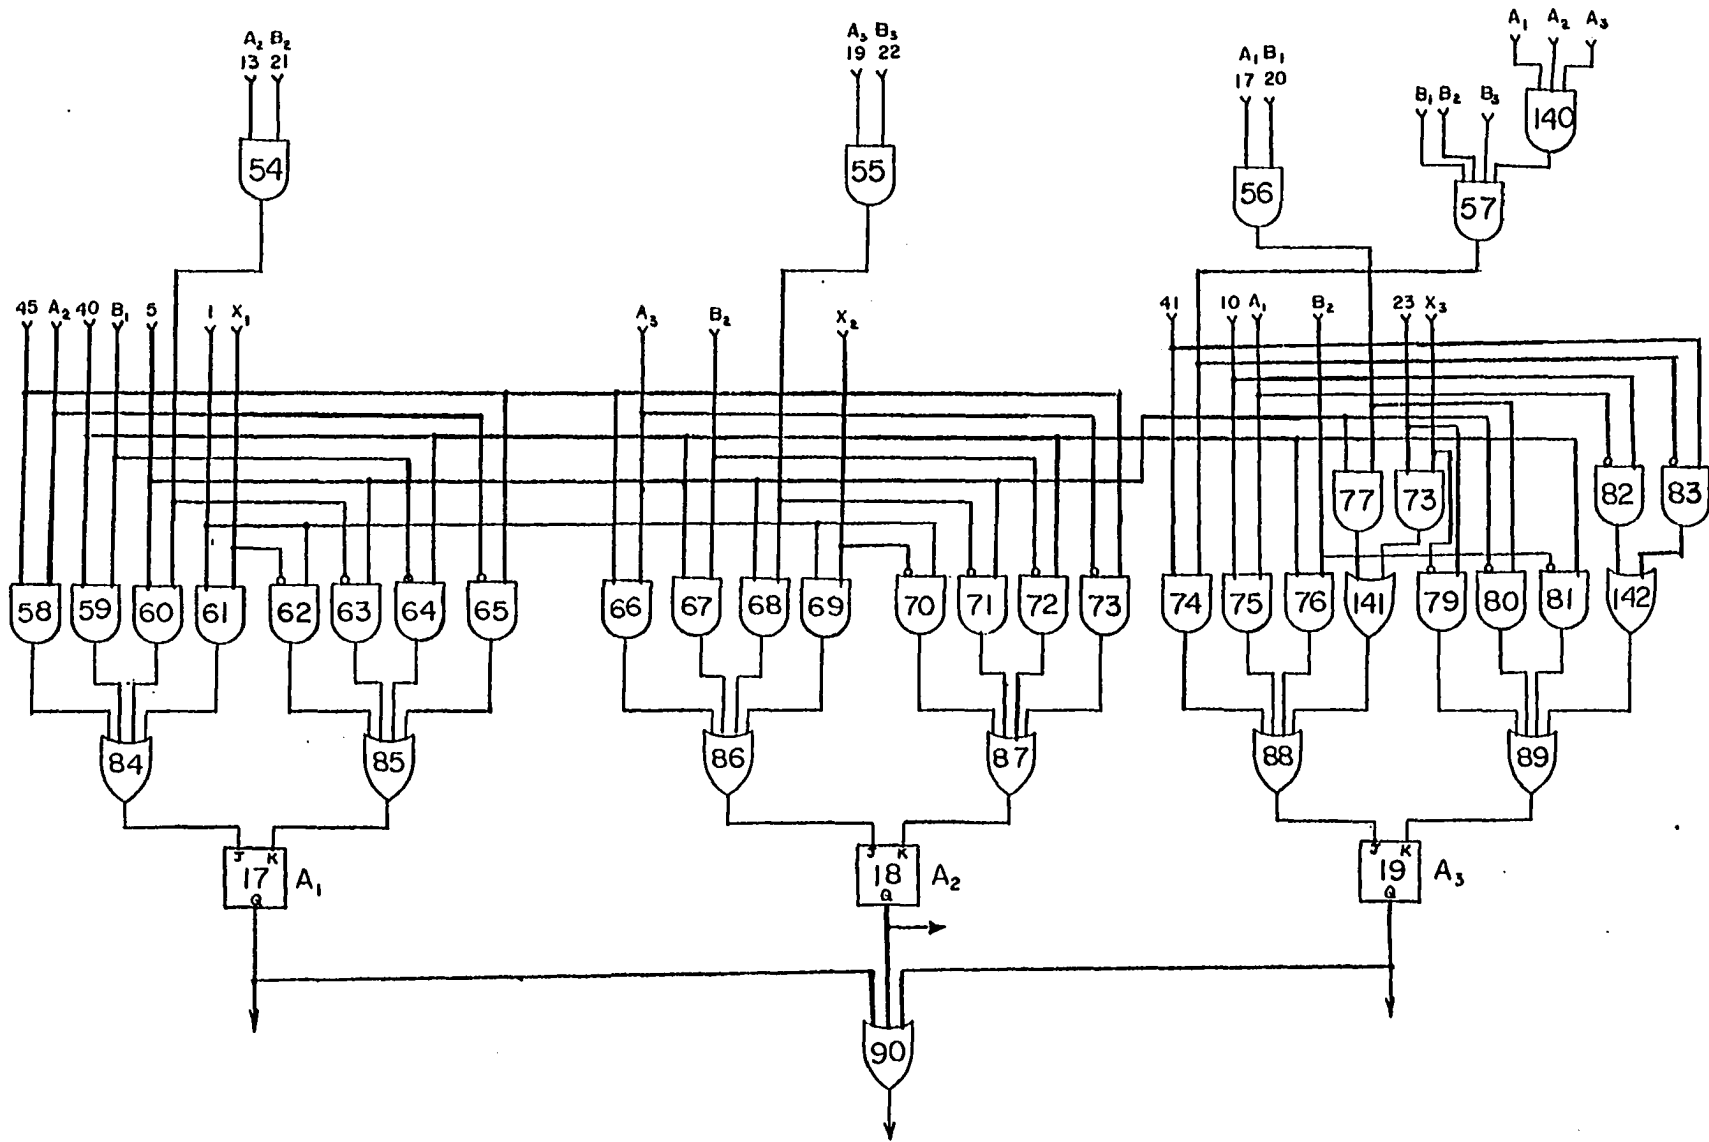 A₁ A₂ A₃
A₂ B₂
13 21
A₃ B₃
19 22
A₁ B₁
17 20
B₁ B₂ B₃
140
54
55
56
57
45 A₂ 40 B₁ 5 1 X₁
A₃ B₂ X₂
41 10 A₁ B₂ 23 X₃
77 73 82 83
58 59 60 61 62 63 64 65
66 67 68 69 70 71 72 73
74 75 76 141 79 80 81 142
84 85 86 87 88 89
J K
17 A₁
Q
J K
18 A₂
Q
J K
19 A₃
Q
90